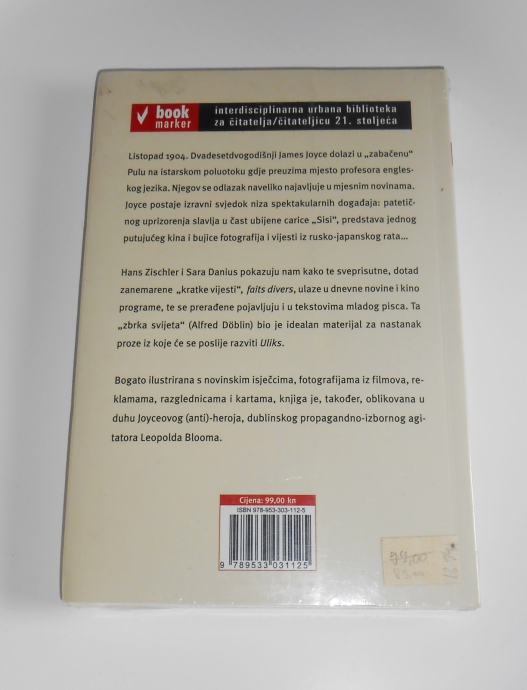 book
marker
interdisciplinarna urbana biblioteka
za čitatelja/čitateljicu 21. stoljeća
Listopad 1904. Dvadesetdvogodišnji James Joyce dolazi u „zabačenu“
Pulu na istarskom poluotoku gdje preuzima mjesto profesora engles-
kog jezika. Njegov se odlazak naveliko najavljuje u mjesnim novinama.
Joyce postaje izravni svjedok niza spektakularnih događaja: patetič-
nog uprizorenja slavlja u čast ubijene carice „Sisi“, predstava jednog
putujućeg kina i bujice fotografija i vijesti iz rusko-japanskog rata...
Hans Zischler i Sara Danius pokazuju nam kako te sveprisutne, dotad
zanemarene „kratke vijesti“, faits divers, ulaze u dnevne novine i kino
programe, te se prerađene pojavljuju i u tekstovima mladog pisca. Ta
„zbrka svijeta“ (Alfred Döblin) bio je idealan materijal za nastanak
proze iz koje će se poslije razviti Uliks.
Bogato ilustrirana s novinskim isječcima, fotografijama iz filmova, re-
klamama, razglednicama i kartama, knjiga je, također, oblikovana u
duhu Joyceovog (anti)-heroja, dublinskog propagandno-izbornog agi-
tatora Leopolda Blooma.
Cijena: 99,00 kn
ISBN 978-953-303-112-5
9 789533 031125